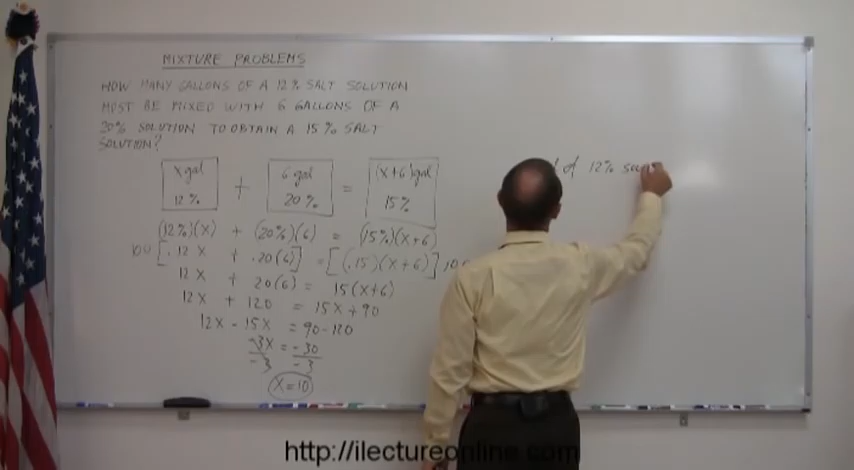 MIXTURE PROBLEMS
HOW MANY GALLONS OF A 12% SALT SOLUTION
MUST BE MIXED WITH 6 GALLONS OF A
20% SOLUTION TO OBTAIN A 15% SALT
SOLUTION?
x gal + 6 gal = (x+6) gal
12% 20% 15%
(12%)(x) + (20%)(6) = (15%)(x+6)
100 [.12 x + .20(6)] = [(.15)(x+6)] 100
12x + 20(6) = 15(x+6)
12x + 120 = 15x + 90
12x - 15x = 90 - 120
-3x = -30
-3 -3
x = 10
of 12%
http://ilectureonline.com